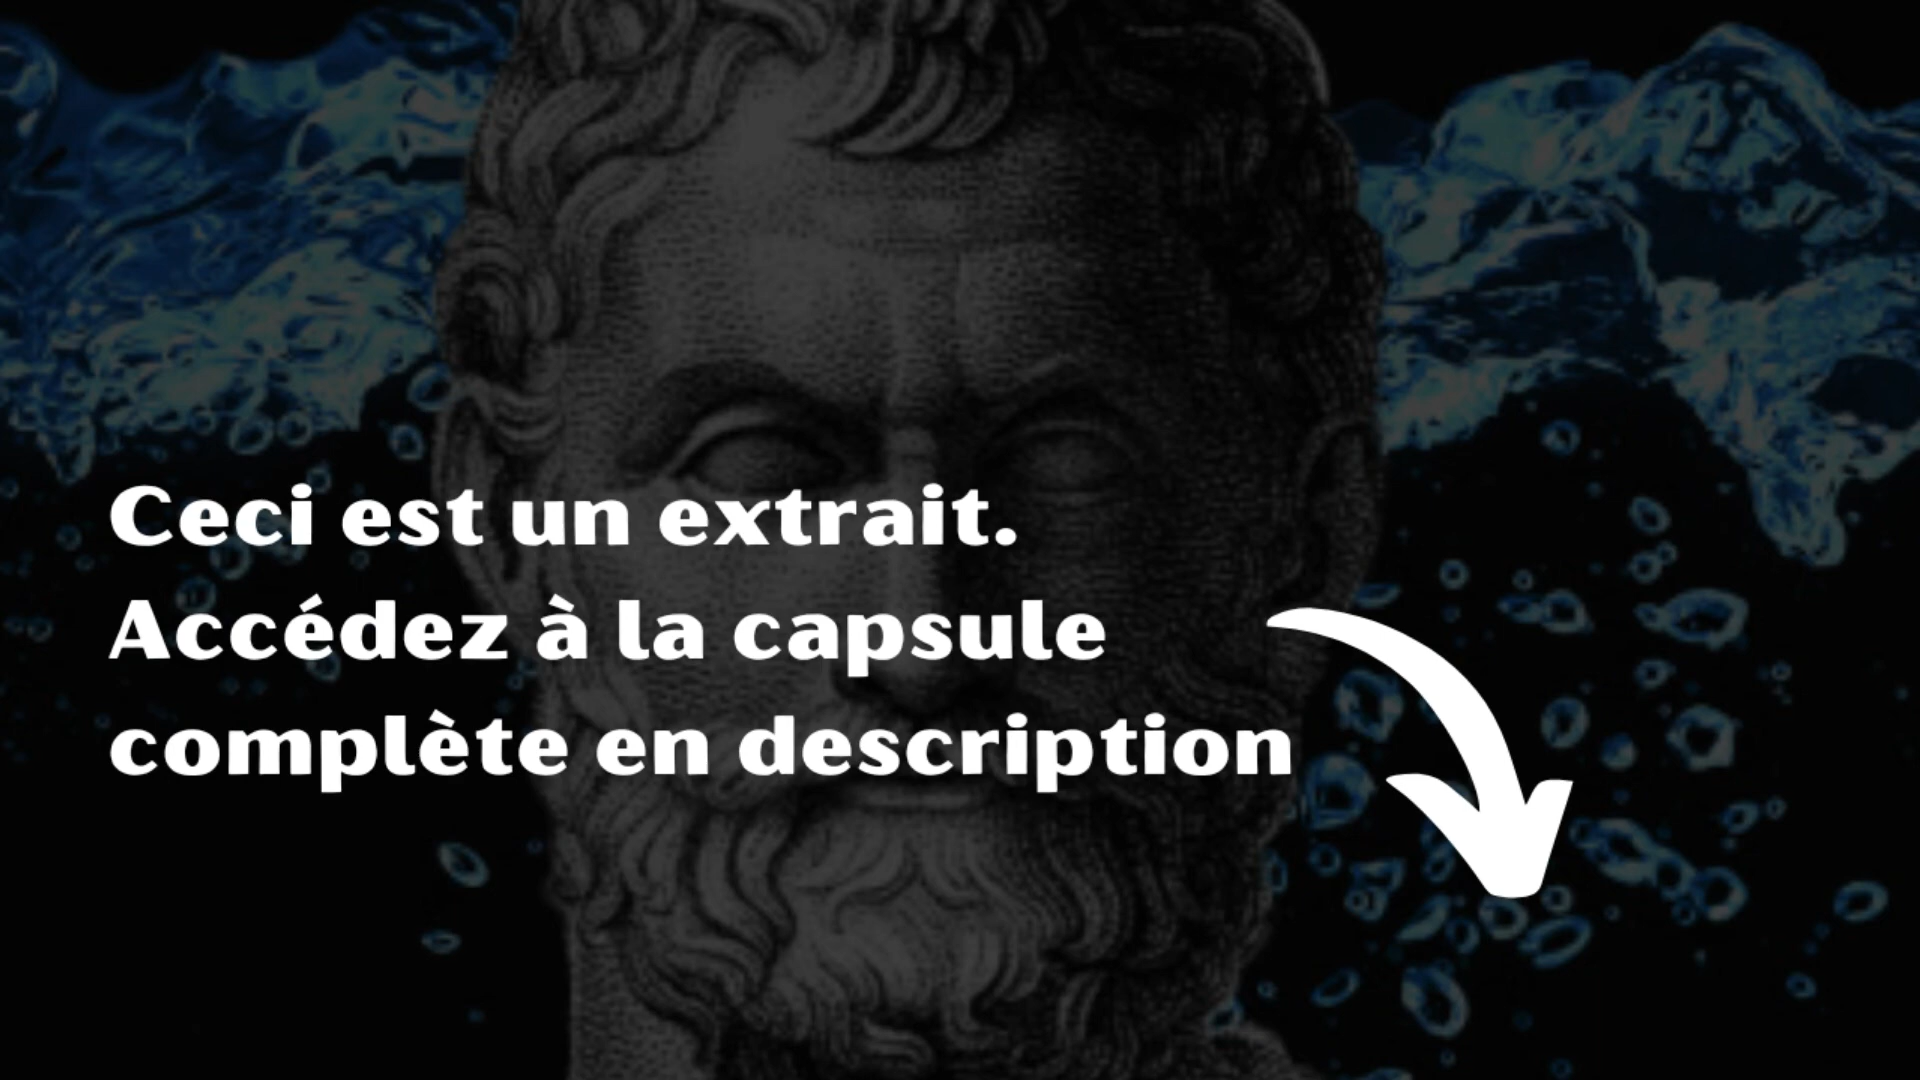 Ceci est un extrait.
Accédez à la capsule
complète en description